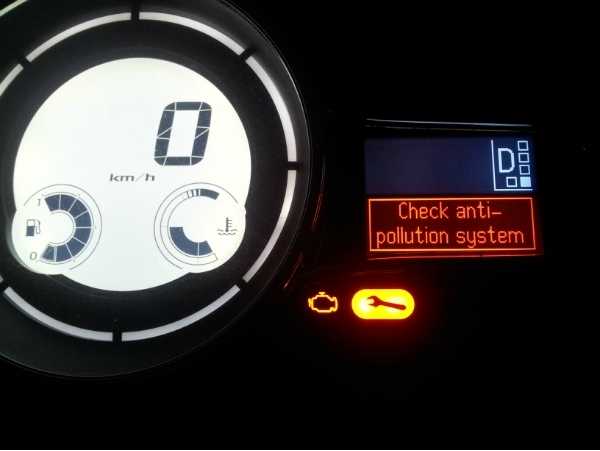 0
km/h
1
0
D
Check anti-
pollution system